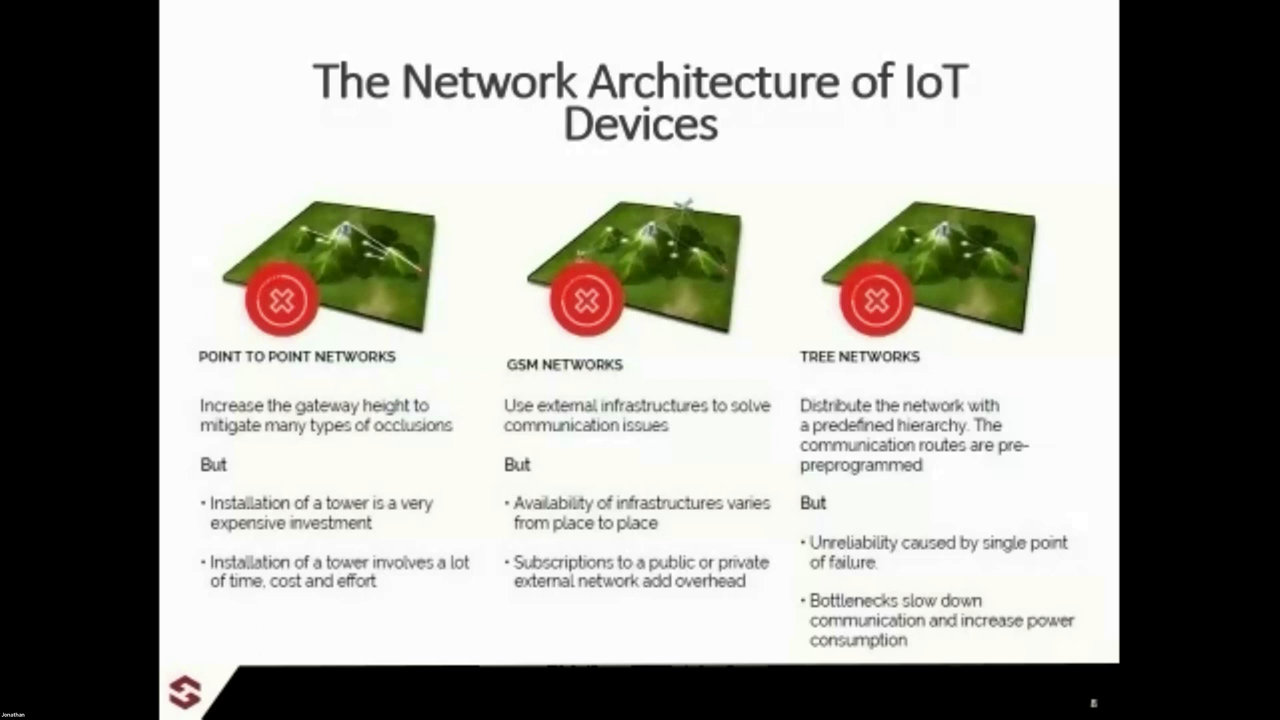 The Network Architecture of IoT
Devices
POINT TO POINT NETWORKS
Increase the gateway height to
mitigate many types of occlusions
But
• Installation of a tower is a very
expensive investment
• Installation of a tower involves a lot
of time, cost and effort
GSM NETWORKS
Use external infrastructures to solve
communication issues
But
• Availability of infrastructures varies
from place to place
• Subscriptions to a public or private
external network add overhead
TREE NETWORKS
Distribute the network with
a predefined hierarchy. The
communication routes are pre-
preprogrammed
But
• Unreliability caused by single point
of failure.
• Bottlenecks slow down
communication and increase power
consumption
Jonathan